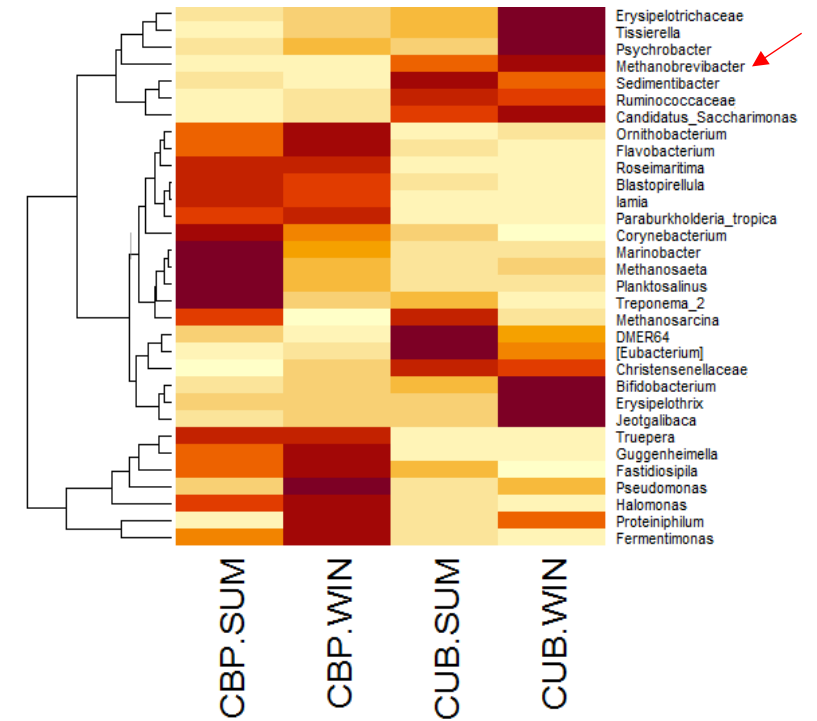 Erysipelotrichaceae
Tissierella
Psychrobacter
Methanobrevibacter
Sedimentibacter
Ruminococcaceae
Candidatus_Saccharimonas
Ornithobacterium
Flavobacterium
Roseimaritima
Blastopirellula
Iamia
Paraburkholderia_tropica
Corynebacterium
Marinobacter
Methanosaeta
Planktosalinus
Treponema_2
Methanosarcina
DMER64
[Eubacterium]
Christensenellaceae
Bifidobacterium
Erysipelothrix
Jeotgalibaca
Truepera
Guggenheimella
Fastidiosipila
Pseudomonas
Halomonas
Proteiniphilum
Fermentimonas
CBP.SUM
CBP.WIN
CUB.SUM
CUB.WIN